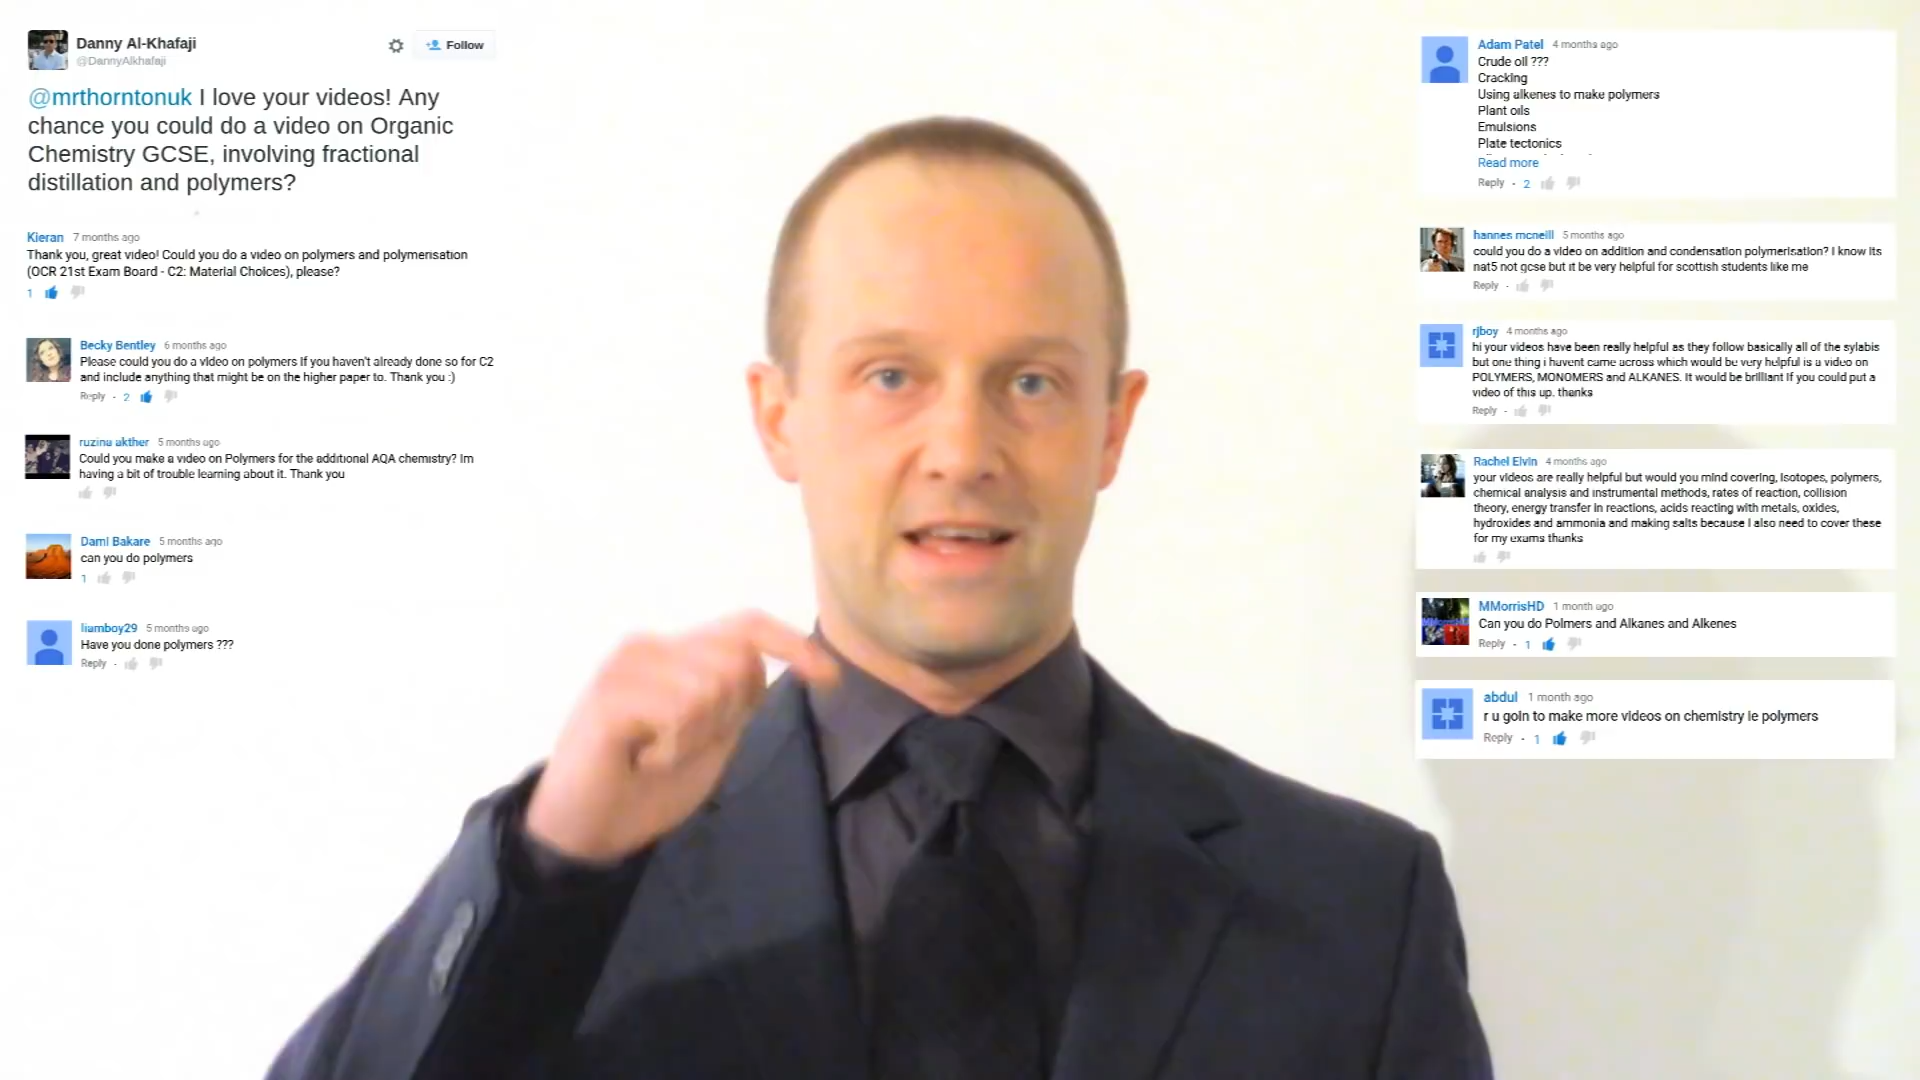 Danny Al-Khafaji
@DannyAlkhafaji
Follow
@mrthorntonuk I love your videos! Any
chance you could do a video on Organic
Chemistry GCSE, involving fractional
distillation and polymers?
Kieran 7 months ago
Thank you, great video! Could you do a video on polymers and polymerisation
(OCR 21st Exam Board - C2: Material Choices), please?
1
Becky Bentley 6 months ago
Please could you do a video on polymers if you haven't already done so for C2
and include anything that might be on the higher paper to. Thank you :)
Reply · 2
ruzina akther 5 months ago
Could you make a video on Polymers for the additional AQA chemistry? Im
having a bit of trouble learning about it. Thank you
Dami Bakare 5 months ago
can you do polymers
1
liamboy29 5 months ago
Have you done polymers ???
Reply ·
Adam Patel 4 months ago
Crude oil ???
Cracking
Using alkenes to make polymers
Plant oils
Emulsions
Plate tectonics
Read more
Reply · 2
hannes mcneill 5 months ago
could you do a video on addition and condensation polymerisation? I know its
nat5 not gcse but it be very helpful for scottish students like me
Reply ·
rjboy 4 months ago
hi your videos have been really helpful as they follow basically all of the sylabis
but one thing i havent came across which would be very helpful is a video on
POLYMERS, MONOMERS and ALKANES. It would be brilliant if you could put a
video of this up. thanks
Reply ·
Rachel Elvin 4 months ago
your videos are really helpful but would you mind covering, isotopes, polymers,
chemical analysis and instrumental methods, rates of reaction, collision
theory, energy transfer in reactions, acids reacting with metals, oxides,
hydroxides and ammonia and making salts because I also need to cover these
for my exams thanks
MMorrisHD 1 month ago
Can you do Polmers and Alkanes and Alkenes
Reply · 1
abdul 1 month ago
r u goin to make more videos on chemistry ie polymers
Reply · 1